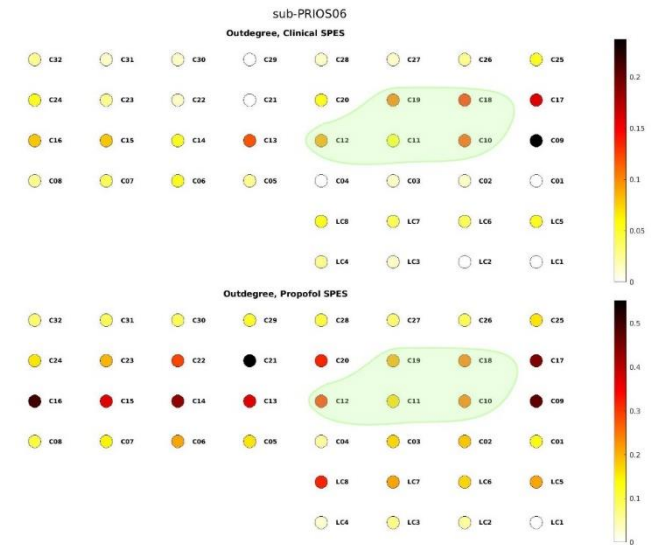 sub-PRIOS06
Outdegree, Clinical SPES
C32 C31 C30 C29 C28 C27 C26 C25
C24 C23 C22 C21 C20 C19 C18 C17
C16 C15 C14 C13 C12 C11 C10 C09
C08 C07 C06 C05 C04 C03 C02 C01
LC8 LC7 LC6 LC5
LC4 LC3 LC2 LC1
0.2
0.15
0.1
0.05
0
Outdegree, Propofol SPES
C32 C31 C30 C29 C28 C27 C26 C25
C24 C23 C22 C21 C20 C19 C18 C17
C16 C15 C14 C13 C12 C11 C10 C09
C08 C07 C06 C05 C04 C03 C02 C01
LC8 LC7 LC6 LC5
LC4 LC3 LC2 LC1
0.5
0.4
0.3
0.2
0.1
0